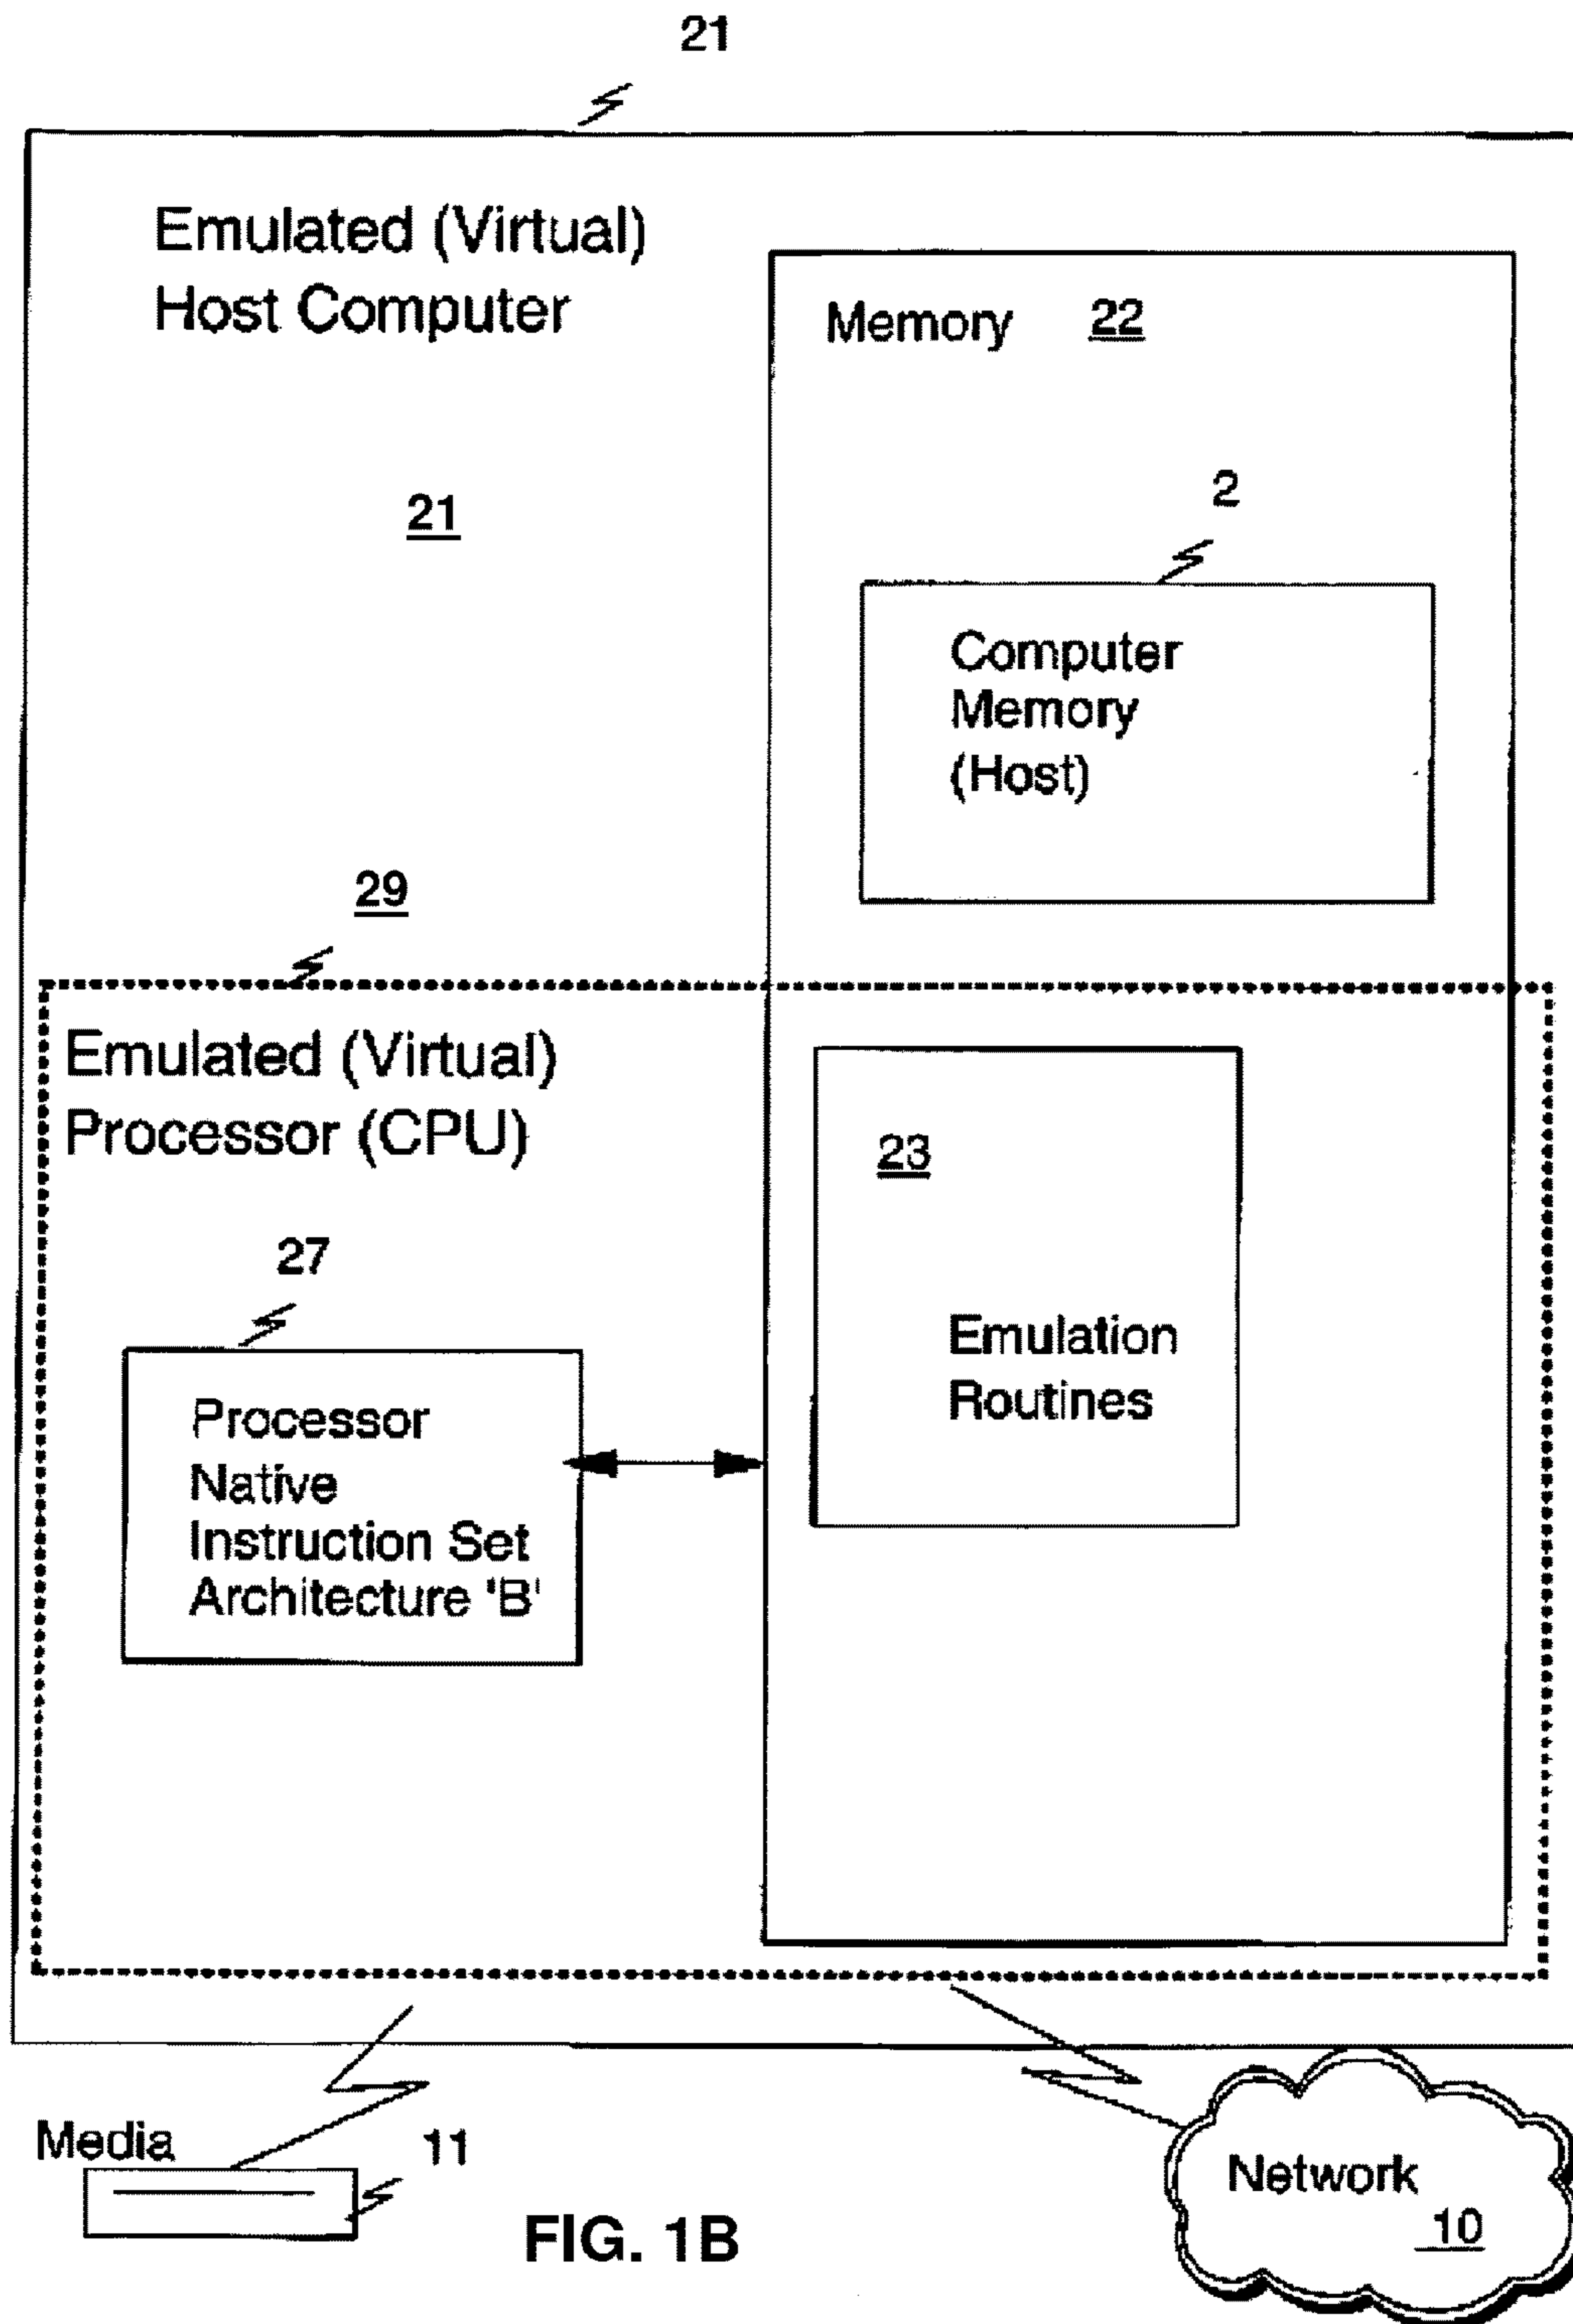 21
Emulated (Virtual)
Host Computer
Memory 22
21
2
Computer
Memory
(Host)
29
Emulated (Virtual)
Processor (CPU)
23
27
Emulation
Routines
Processor
Native
Instruction Set
Architecture 'B'
Media
11
Network
10
FIG. 1B